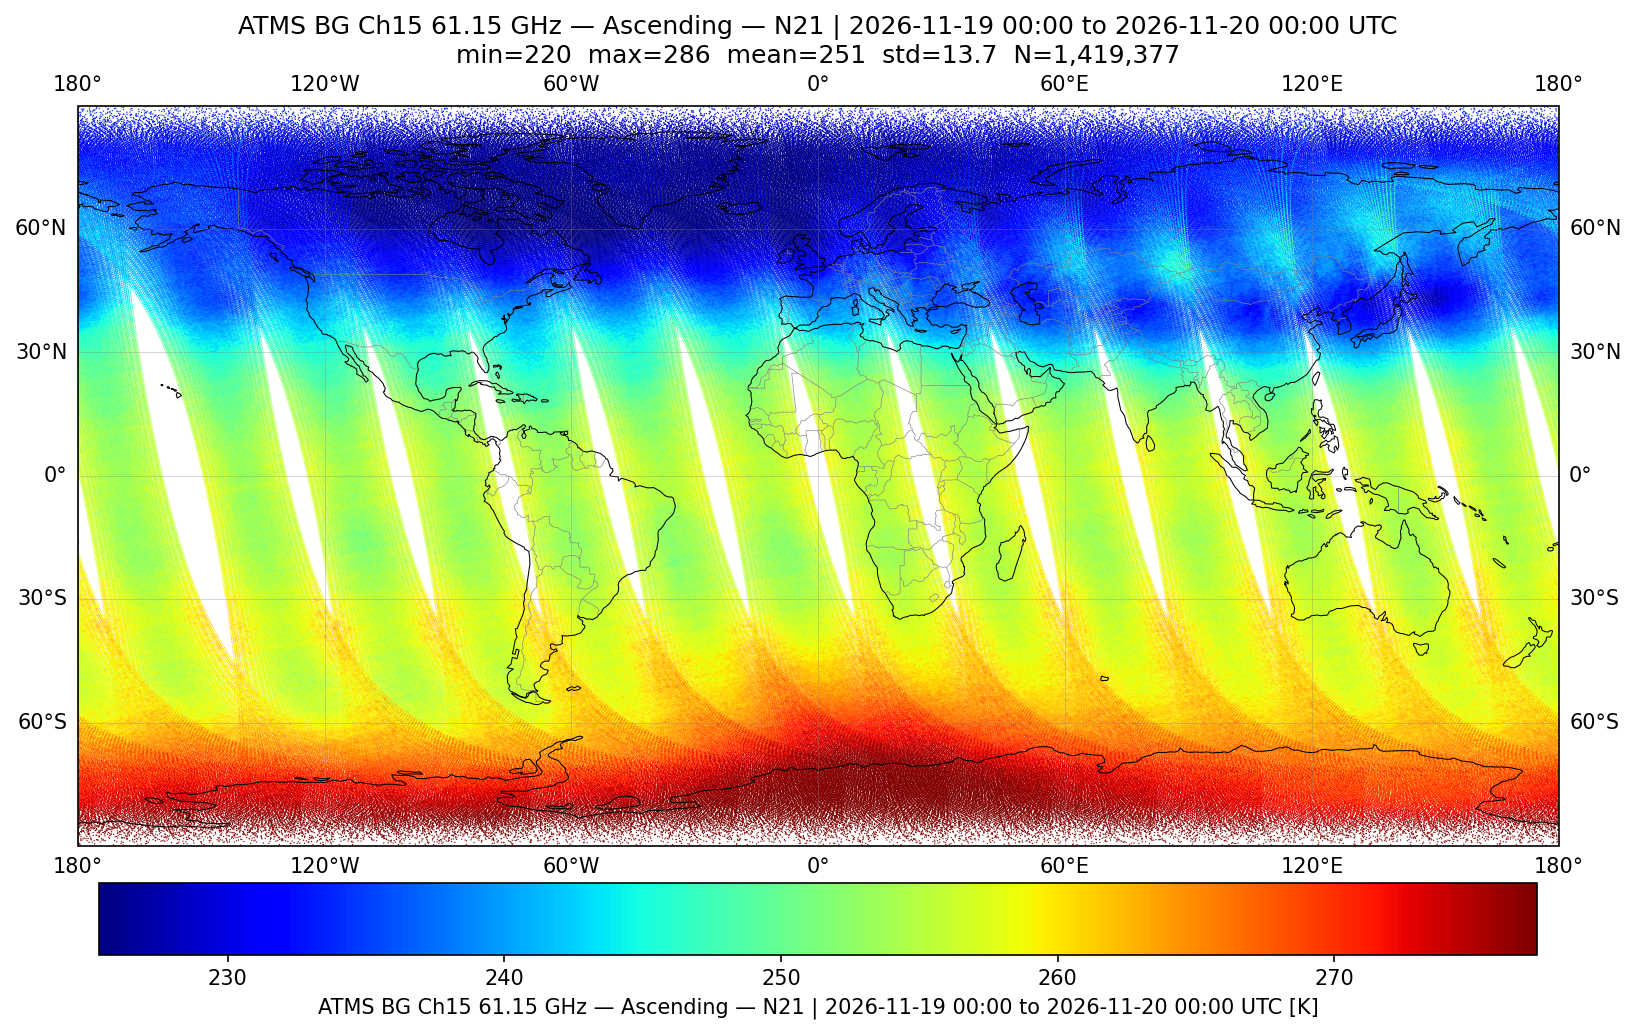 ATMS BG Ch15 61.15 GHz — Ascending — N21 | 2026-11-19 00:00 to 2026-11-20 00:00 UTC
min=220 max=286 mean=251 std=13.7 N=1,419,377
180° 120°W 60°W 0° 60°E 120°E 180°
60°N 60°N
30°N 30°N
0° 0°
30°S 30°S
60°S 60°S
180° 120°W 60°W 0° 60°E 120°E 180°
230 240 250 260 270
ATMS BG Ch15 61.15 GHz — Ascending — N21 | 2026-11-19 00:00 to 2026-11-20 00:00 UTC [K]